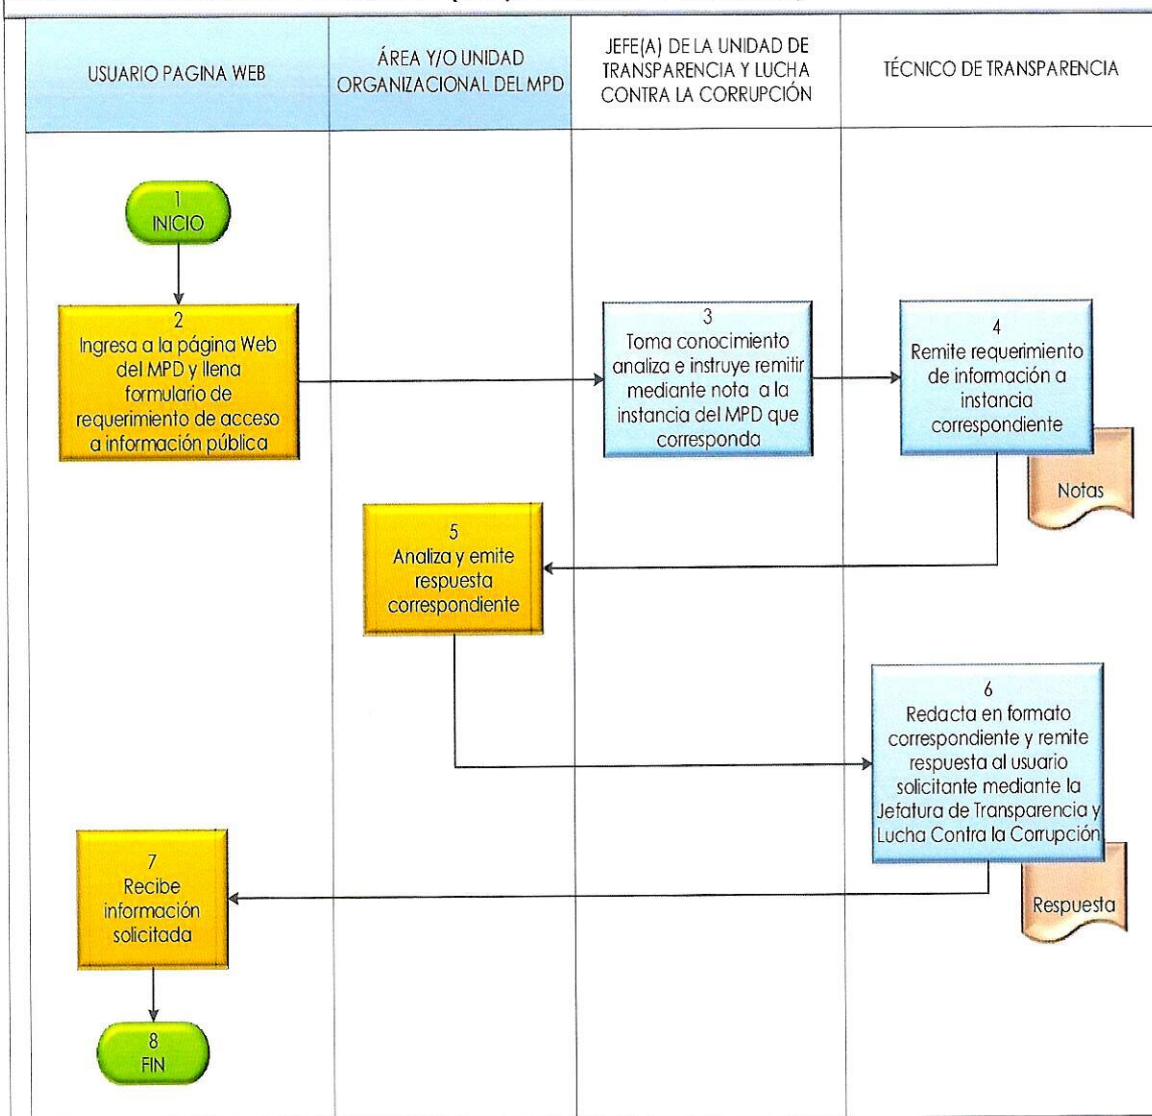 USUARIO PAGINA WEB
ÁREA Y/O UNIDAD
ORGANIZACIONAL DEL MPD
JEFE(A) DE LA UNIDAD DE
TRANSPARENCIA Y LUCHA
CONTRA LA CORRUPCIÓN
TÉCNICO DE TRANSPARENCIA
1
INICIO
2
Ingresa a la página Web
del MPD y llena
formulario de
requerimiento de acceso
a información pública
3
Toma conocimiento
analiza e instruye remitir
mediante nota a la
instancia del MPD que
corresponda
4
Remite requerimiento
de información a
instancia
correspondiente
Notas
5
Analiza y emite
respuesta
correspondiente
6
Redacta en formato
correspondiente y remite
respuesta al usuario
solicitante mediante la
Jefatura de Transparencia y
Lucha Contra la Corrupción
Respuesta
7
Recibe
información
solicitada
8
FIN